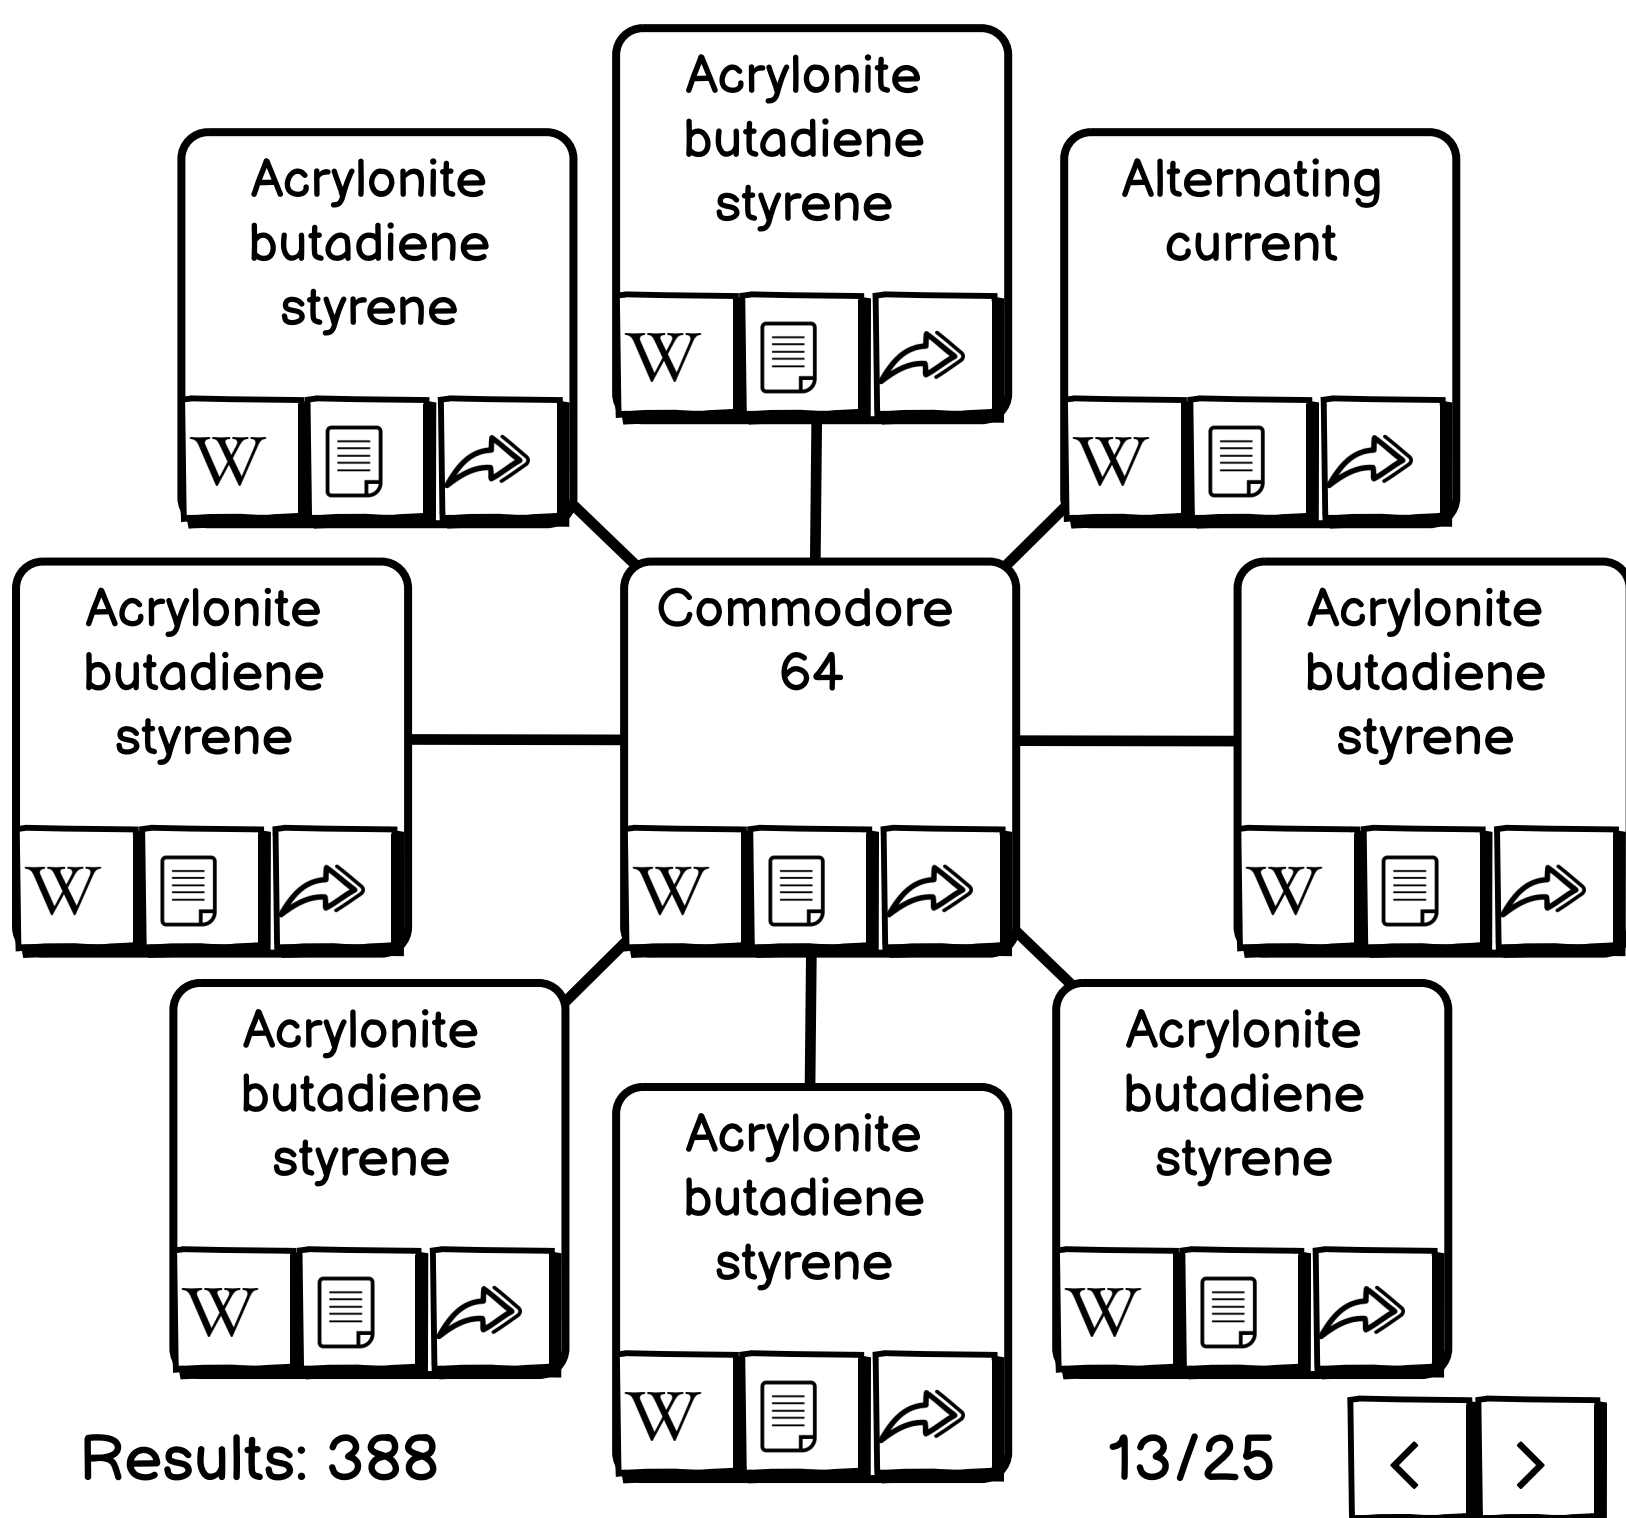 Acrylonite
butadiene
styrene
W
Acrylonite
butadiene
styrene
W
Alternating
current
W
Acrylonite
butadiene
styrene
W
Commodore
64
W
Acrylonite
butadiene
styrene
W
Acrylonite
butadiene
styrene
W
Acrylonite
butadiene
styrene
W
Acrylonite
butadiene
styrene
W
Results: 388
13/25
< >